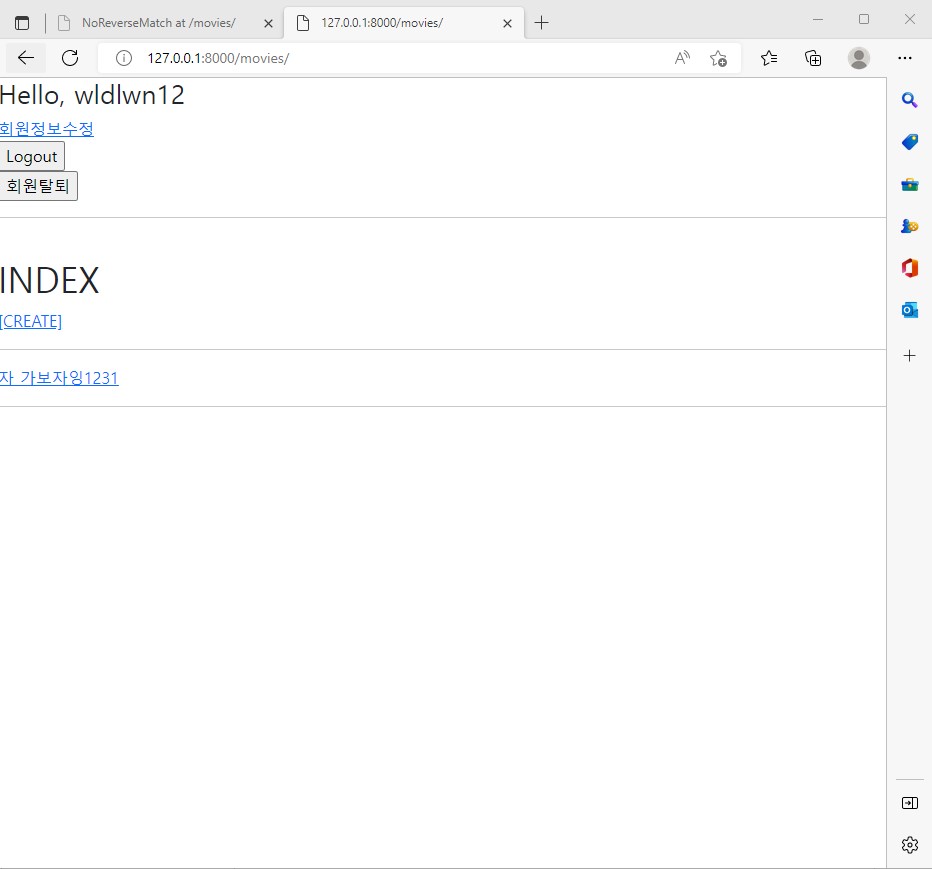 NoReverseMatch at /movies/
127.0.0.1:8000/movies/
127.0.0.1:8000/movies/
Hello, wldlwn12
회원정보수정
Logout
회원탈퇴
INDEX
[CREATE]
자 가보자잉1231